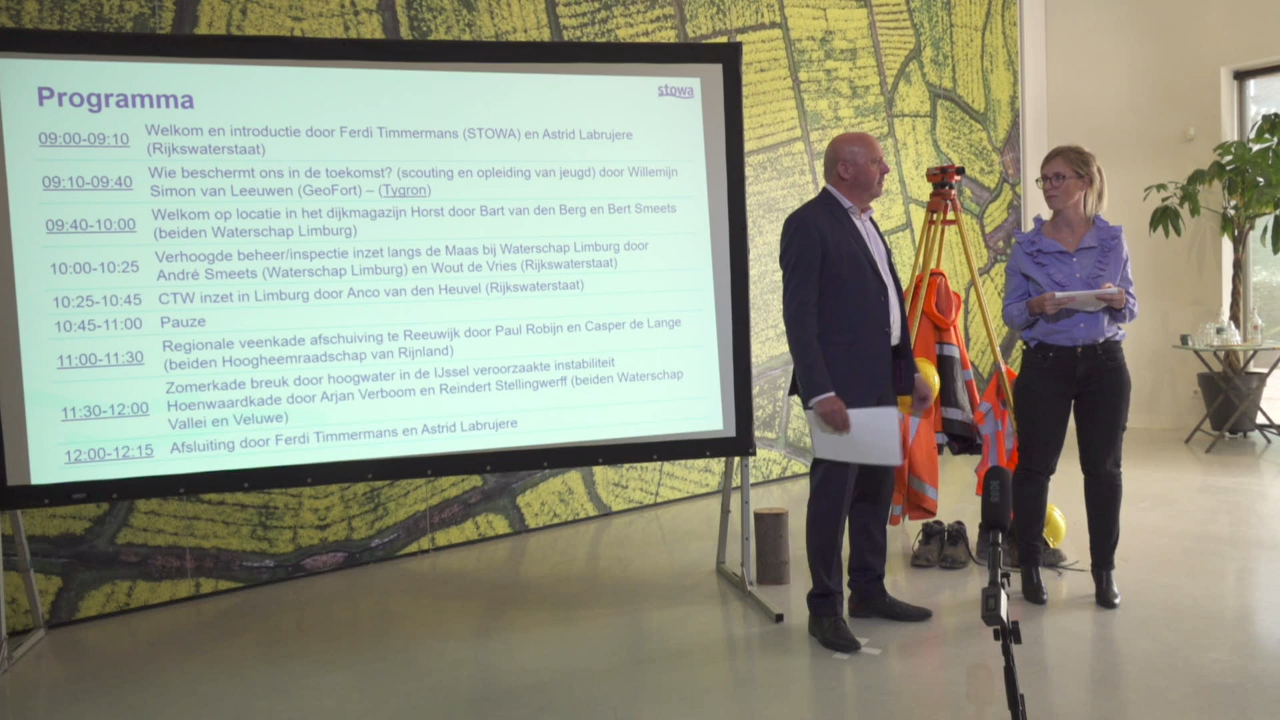 Programma
stowa
09:00-09:10 Welkom en introductie door Ferdi Timmermans (STOWA) en Astrid Labrujere
(Rijkswaterstaat)
09:10-09:40 Wie beschermt ons in de toekomst? (scouting en opleiding van jeugd) door Willemijn
Simon van Leeuwen (GeoFort) – (Tygron)
09:40-10:00 Welkom op locatie in het dijkmagazijn Horst door Bart van den Berg en Bert Smeets
(beiden Waterschap Limburg)
10:00-10:25 Verhoogde beheer/inspectie inzet langs de Maas bij Waterschap Limburg door
André Smeets (Waterschap Limburg) en Wout de Vries (Rijkswaterstaat)
10:25-10:45 CTW inzet in Limburg door Anco van den Heuvel (Rijkswaterstaat)
10:45-11:00 Pauze
11:00-11:30 Regionale veenkade afschuiving te Reeuwijk door Paul Robijn en Casper de Lange
(beiden Hoogheemraadschap van Rijnland)
11:30-12:00 Zomerkade breuk door hoogwater in de IJssel veroorzaakte instabiliteit
Hoenwaardkade door Arjan Verboom en Reindert Stellingwerff (beiden Waterschap
Vallei en Veluwe)
12:00-12:15 Afsluiting door Ferdi Timmermans en Astrid Labrujere
RØDE